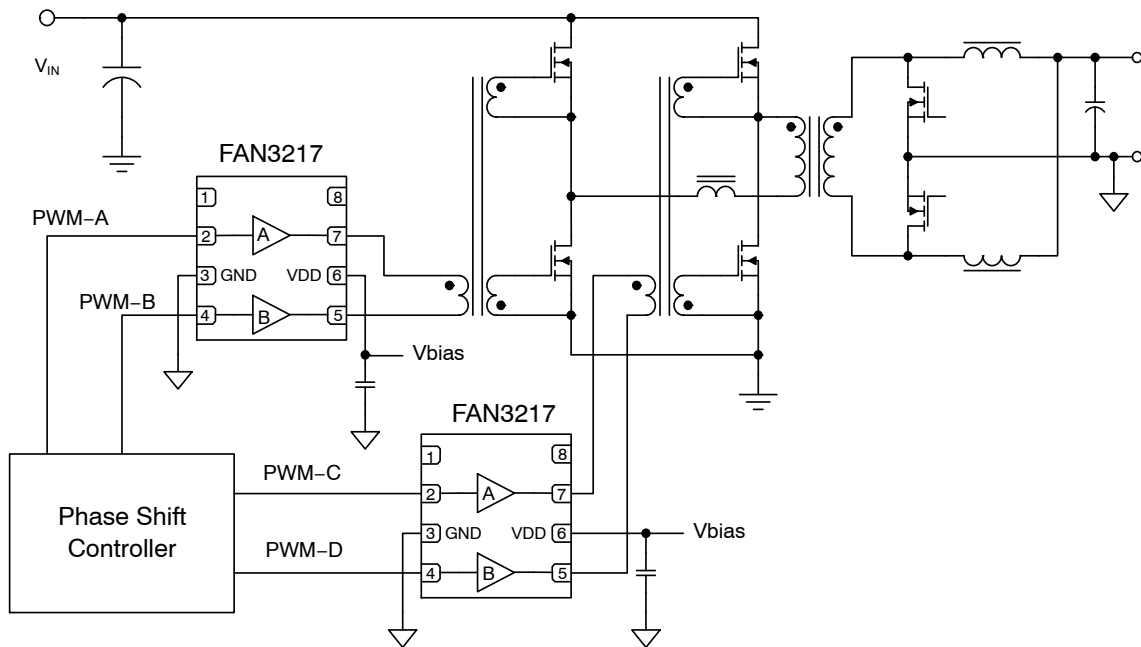 VIN
FAN3217
1
8
PWM−A
2
A
7
3
GND
VDD
6
PWM−B
4
B
5
Vbias
FAN3217
1
8
PWM−C
2
A
7
Phase Shift
Controller
3
GND
VDD
6
Vbias
PWM−D
4
B
5